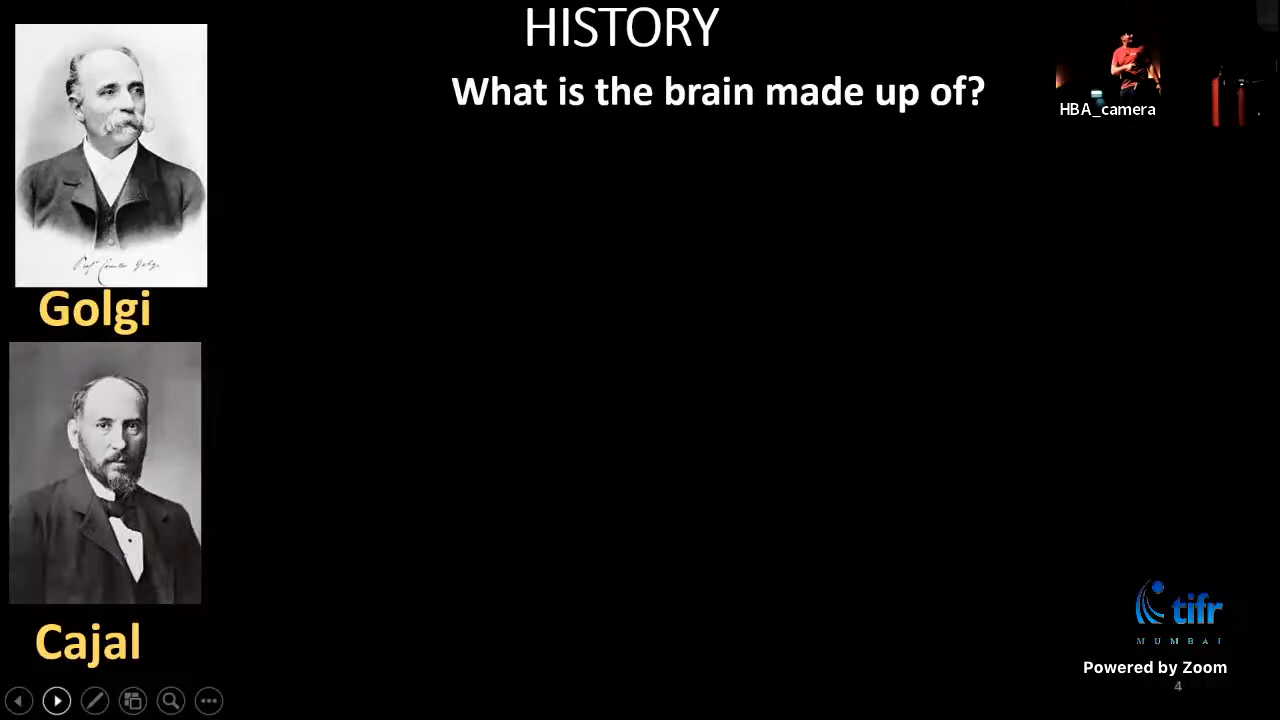 HISTORY
What is the brain made up of?
HBA_camera
Golgi
Cajal
tifr
MUMBAI
Powered by Zoom
4